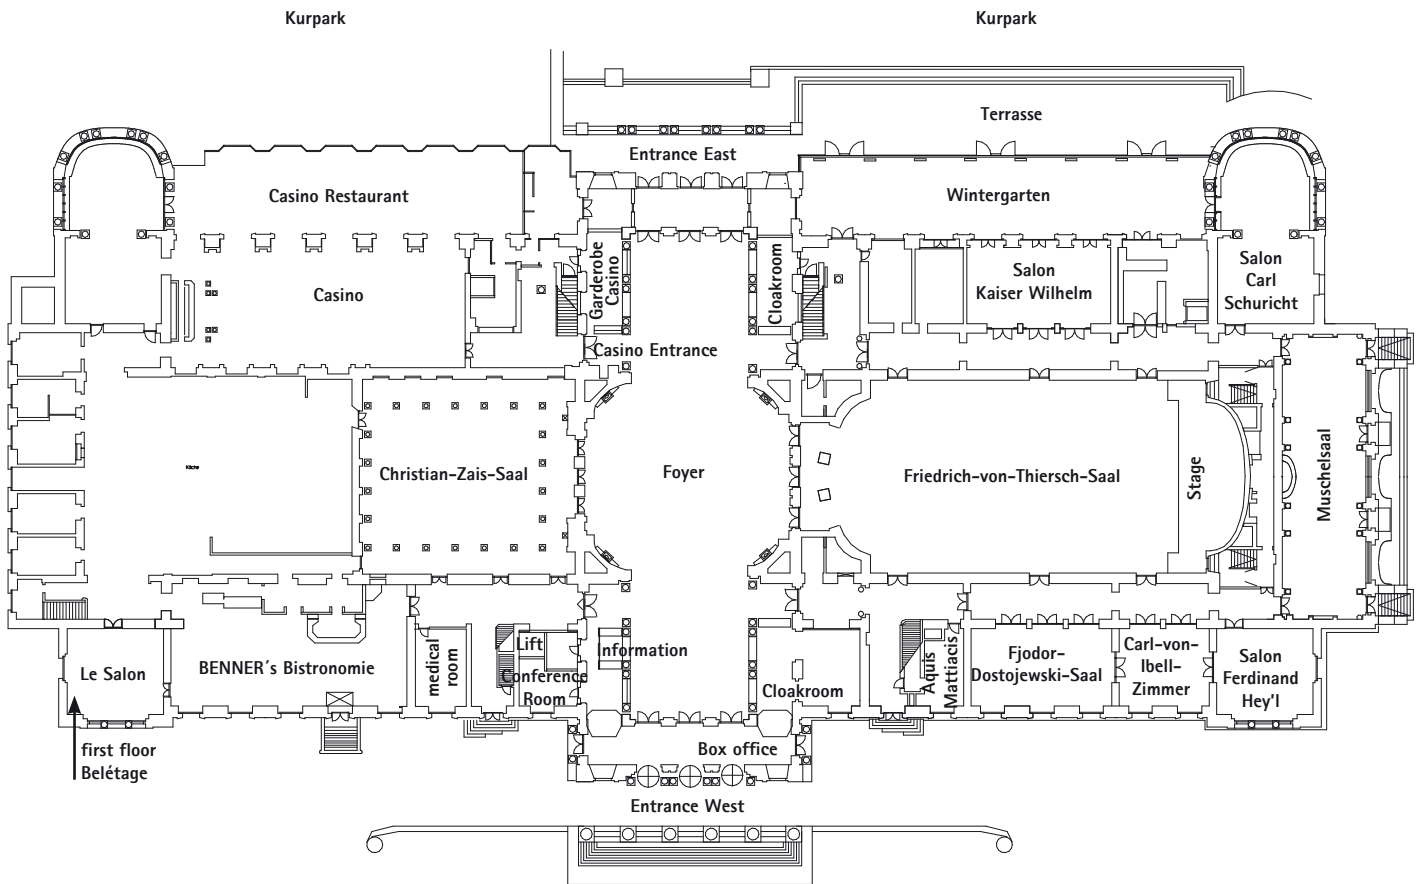 Kurpark
Kurpark
Terrasse
Entrance East
Casino Restaurant
Wintergarten
Garderobe
Casino
Cloakroom
Salon
Kaiser Wilhelm
Salon
Carl
Schuricht
Casino
Casino Entrance
Küche
Christian-Zais-Saal
Foyer
Friedrich-von-Thiersch-Saal
Stage
Muschelsaal
Le Salon
BENNER´s Bistronomie
medical
room
Lift
Conference
Room
Information
Cloakroom
Aquis
Mattiacis
Fjodor-
Dostojewski-Saal
Carl-von-
Ibell-
Zimmer
Salon
Ferdinand
Hey'l
first floor
Belétage
Box office
Entrance West